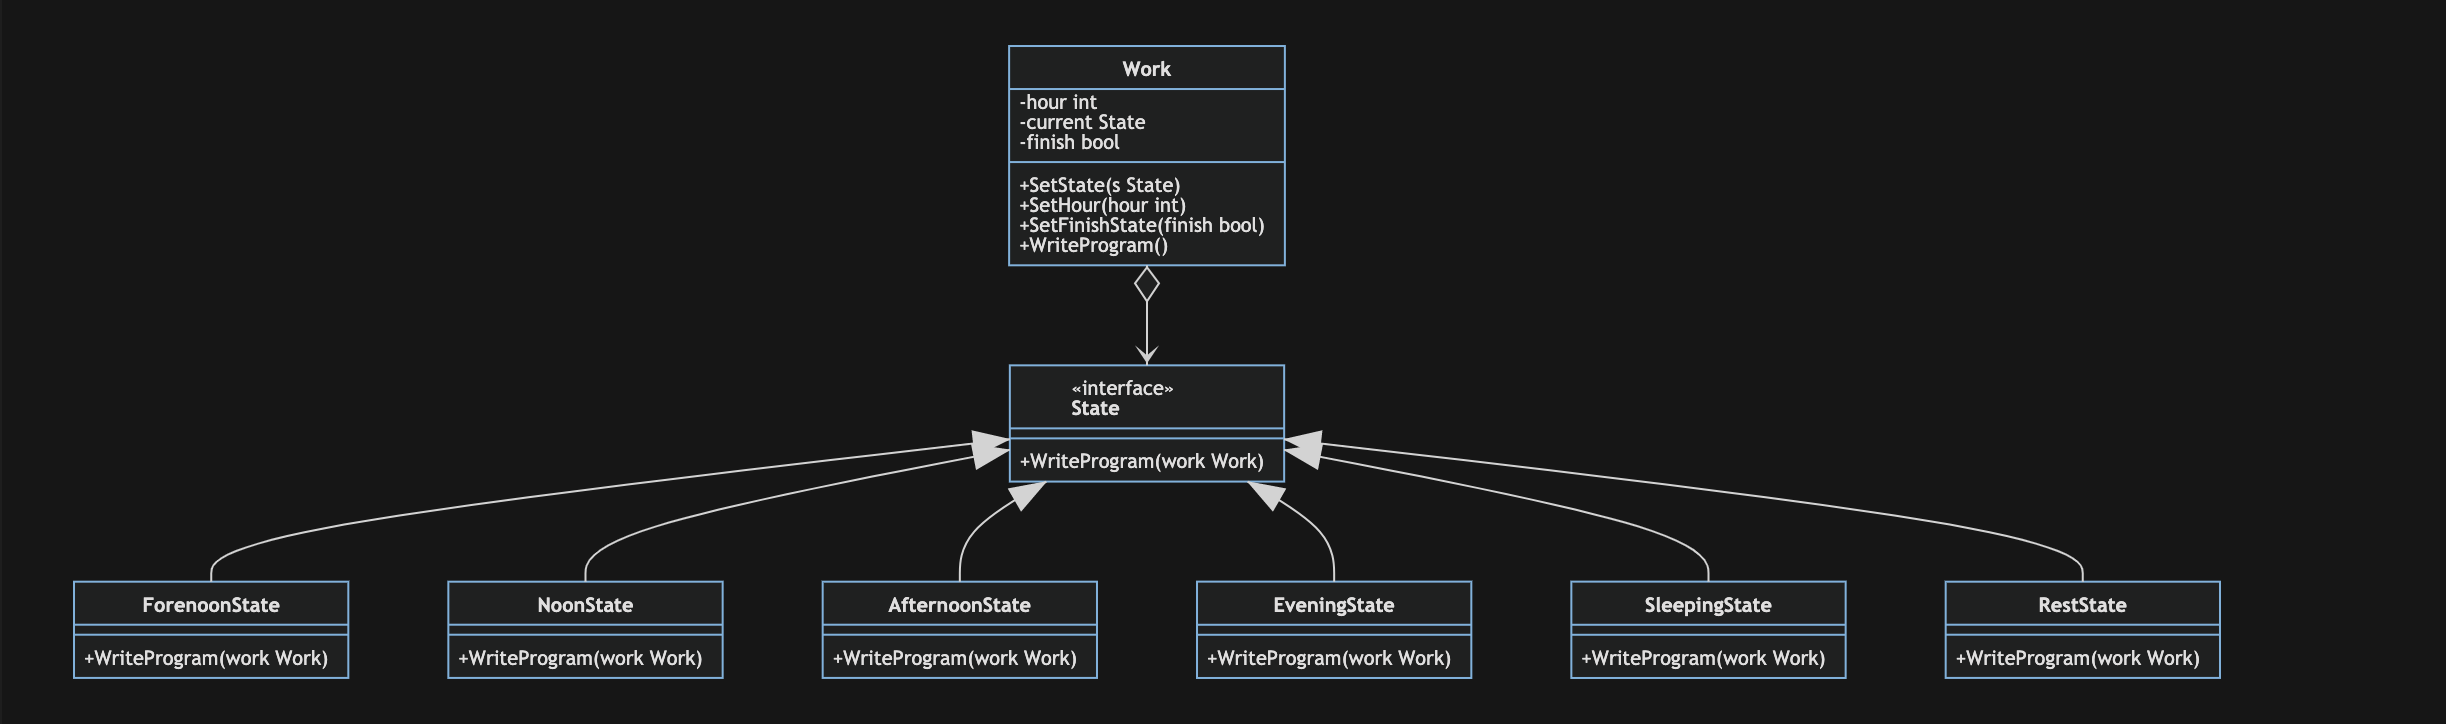 Work
-hour int
-current State
-finish bool
+SetState(s State)
+SetHour(hour int)
+SetFinishState(finish bool)
+WriteProgram()
«interface»
State
+WriteProgram(work Work)
ForenoonState
+WriteProgram(work Work)
NoonState
+WriteProgram(work Work)
AfternoonState
+WriteProgram(work Work)
EveningState
+WriteProgram(work Work)
SleepingState
+WriteProgram(work Work)
RestState
+WriteProgram(work Work)